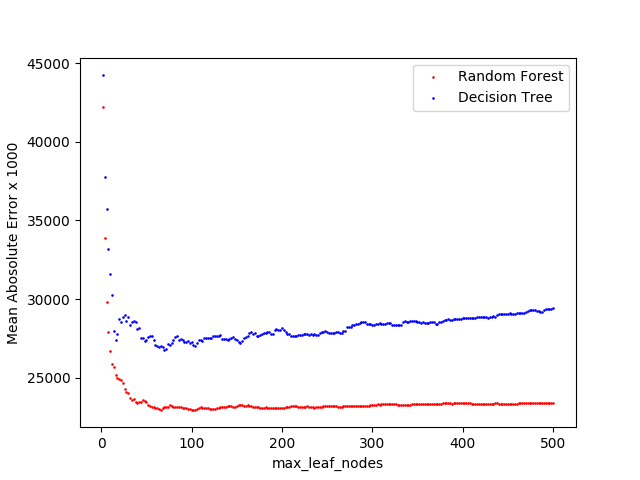 45000
40000
35000
30000
25000
Mean Abosolute Error x 1000
Random Forest
Decision Tree
0 100 200 300 400 500
max_leaf_nodes